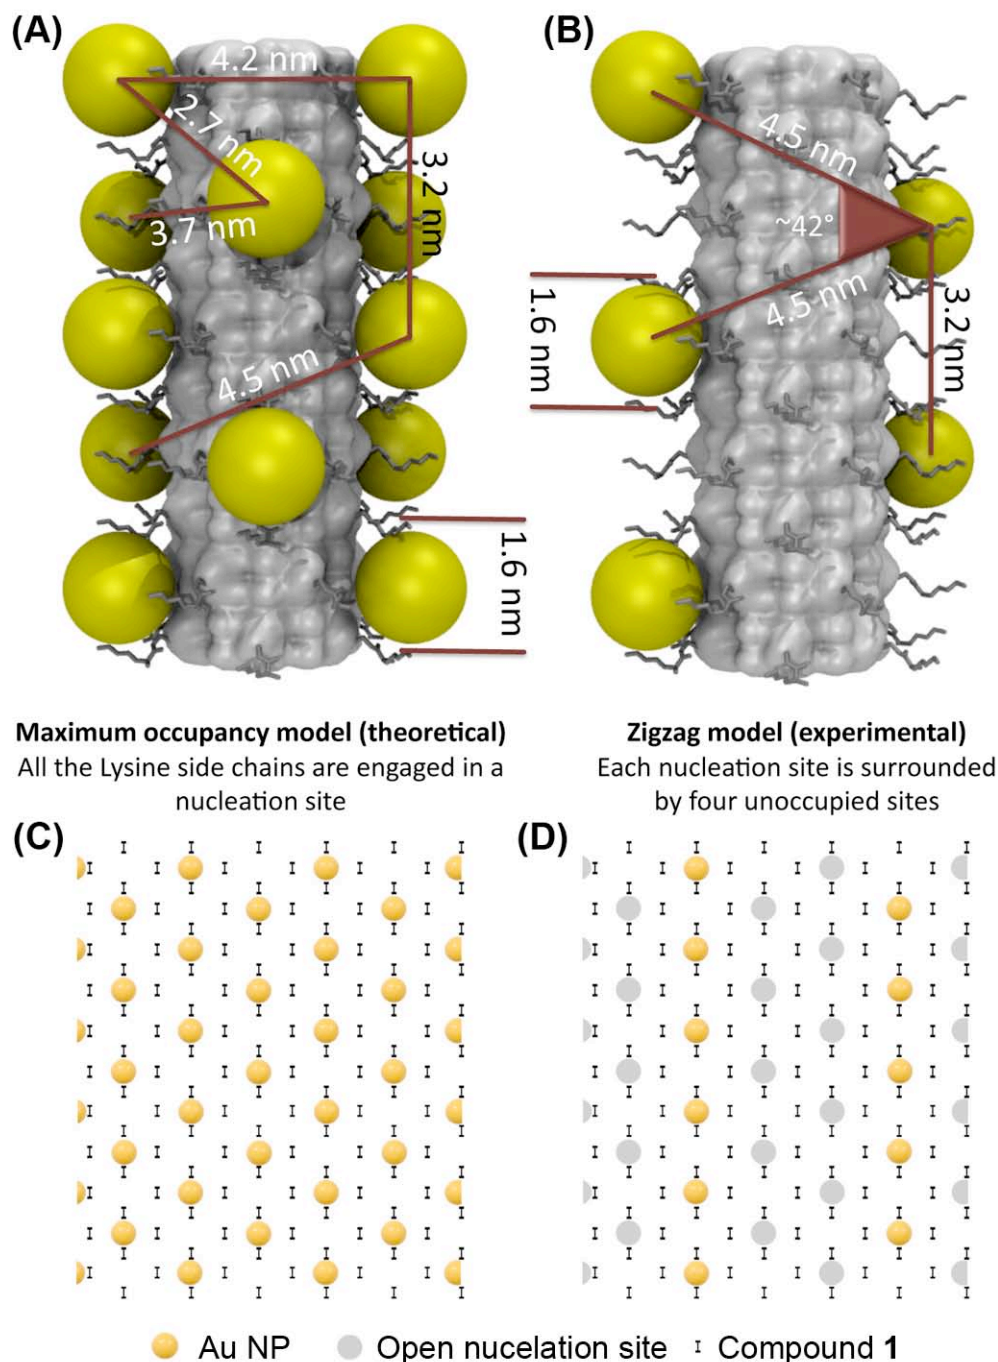 (A)
4.2 nm
2.7 nm
3.7 nm
3.2 nm
4.5 nm
1.6 nm
(B)
4.5 nm
~42°
4.5 nm
1.6 nm
3.2 nm
Maximum occupancy model (theoretical)
All the Lysine side chains are engaged in a
nucleation site
Zigzag model (experimental)
Each nucleation site is surrounded
by four unoccupied sites
(C)
(D)
Au NP
Open nucelation site
Compound 1